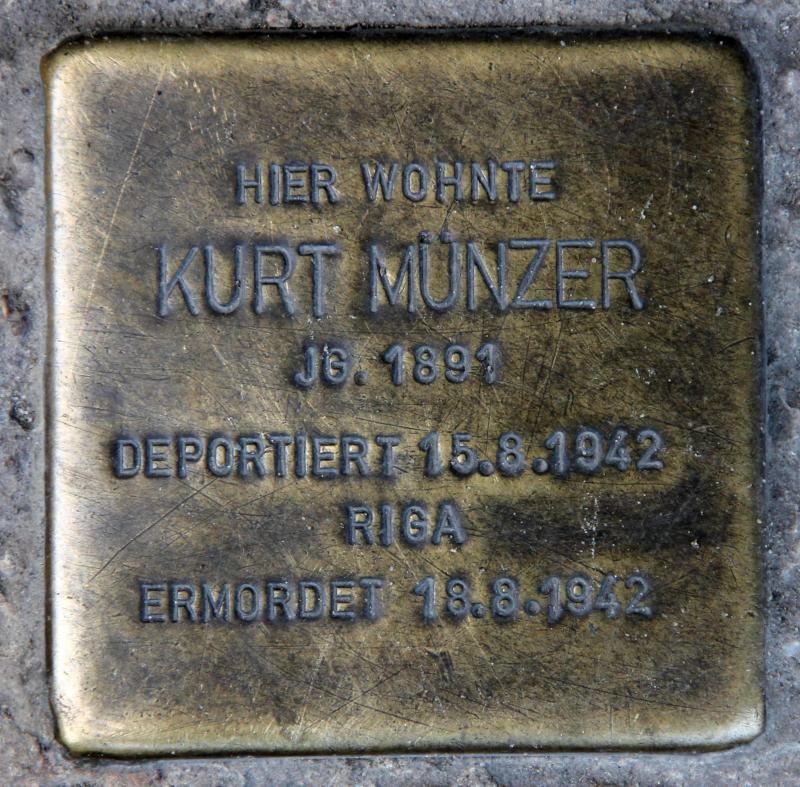 HIER WOHNTE
KURT MÜNZER
JG. 1891
DEPORTIERT 15.8.1942
RIGA
ERMORDET 18.8.1942